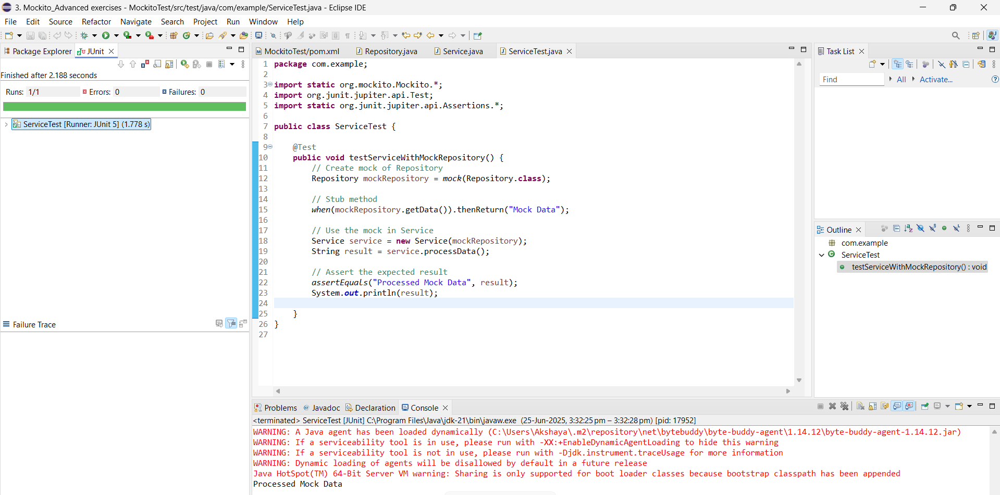 3. Mockito_Advanced exercises - MockitoTest/src/test/java/com/example/ServiceTest.java - Eclipse IDE
File Edit Source Refactor Navigate Search Project Run Window Help
Package Explorer JUnit
Finished after 2.188 seconds
Runs: 1/1 Errors: 0 Failures: 0
ServiceTest [Runner: JUnit 5] (1.778 s)
Failure Trace
MockitoTest/pom.xml Repository.java Service.java ServiceTest.java
1 package com.example;
2
3 import static org.mockito.Mockito.*;
4 import org.junit.jupiter.api.Test;
5 import static org.junit.jupiter.api.Assertions.*;
6
7 public class ServiceTest {
8
9 @Test
10 public void testServiceWithMockRepository() {
11 // Create mock of Repository
12 Repository mockRepository = mock(Repository.class);
13
14 // Stub method
15 when(mockRepository.getData()).thenReturn("Mock Data");
16
17 // Use the mock in Service
18 Service service = new Service(mockRepository);
19 String result = service.processData();
20
21 // Assert the expected result
22 assertEquals("Processed Mock Data", result);
23 System.out.println(result);
24
25 }
26 }
27
Task List
Find All Activate...
Outline
com.example
ServiceTest
testServiceWithMockRepository() : void
Problems Javadoc Declaration Console
<terminated> ServiceTest [JUnit] C:\Program Files\Java\jdk-21\bin\javaw.exe (25-Jun-2025, 3:32:25 pm – 3:32:28 pm) [pid: 17952]
WARNING: A Java agent has been loaded dynamically (C:\Users\Akshaya\.m2\repository\net\bytebuddy\byte-buddy-agent\1.14.12\byte-buddy-agent-1.14.12.jar)
WARNING: If a serviceability tool is in use, please run with -XX:+EnableDynamicAgentLoading to hide this warning
WARNING: If a serviceability tool is not in use, please run with -Djdk.instrument.traceUsage for more information
WARNING: Dynamic loading of agents will be disallowed by default in a future release
Java HotSpot(TM) 64-Bit Server VM warning: Sharing is only supported for boot loader classes because bootstrap classpath has been appended
Processed Mock Data